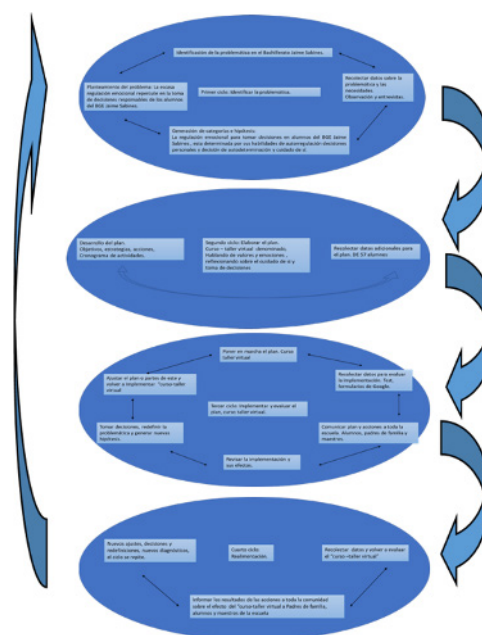 Identificación de la problemática en el Bachillerato Jaime Sabines.
Planteamiento del problema: La escasa
regulación emocional repercute en la toma
de decisiones responsables de los alumnos
del BGE Jaime Sabines.
Primer ciclo: Identificar la problemática.
Recolectar datos sobre la
problemática y las
necesidades.
Observación y entrevistas.
Generación de categorías e hipótesis.
La regulación emocional para tomar decisiones en alumnos del BGE Jaime
Sabines, esta determinada por sus habilidades de autorregulación decisiones
personales o decisión de autodeterminación o cuidado de sí.
Desarrollo del plan.
Objetivos, estrategias, acciones,
Cronograma de actividades.
Segundo ciclo: Elaborar el plan.
Curso – taller virtual denominado,
Hablando de valores y emociones,
reflexionando sobre el cuidado de sí y
toma de decisiones
Recolectar datos adicionales para
el plan. DE 57 alumnos
Poner en marcha el plan. Curso
taller virtual
Ajustar el plan o partes de este y
volver a implementar: "curso-taller
virtual
Recolectar datos para evaluar
la implementación. Test,
formularios de Google.
Tercer ciclo: Implementar y evaluar el
plan, curso taller virtual.
Tomar decisiones, redefinir la
problemática y generar nuevas
hipótesis.
Comunicar plan o acciones a toda la
escuela. Alumnos, padres de familia y
maestros
Revisar la implementación y
sus efectos.
Nuevos ajustes, decisiones y
redefiniciones, nuevos diagnósticos,
el ciclo se repite.
Cuarto ciclo:
Realimentación.
Recolectar datos y volver a evaluar
el "curso–taller virtual"
Informar los resultados de las acciones a toda la comunidad
sobre el efecto del "curso-taller virtual a Padres de familia,
alumnos y maestros de la escuela